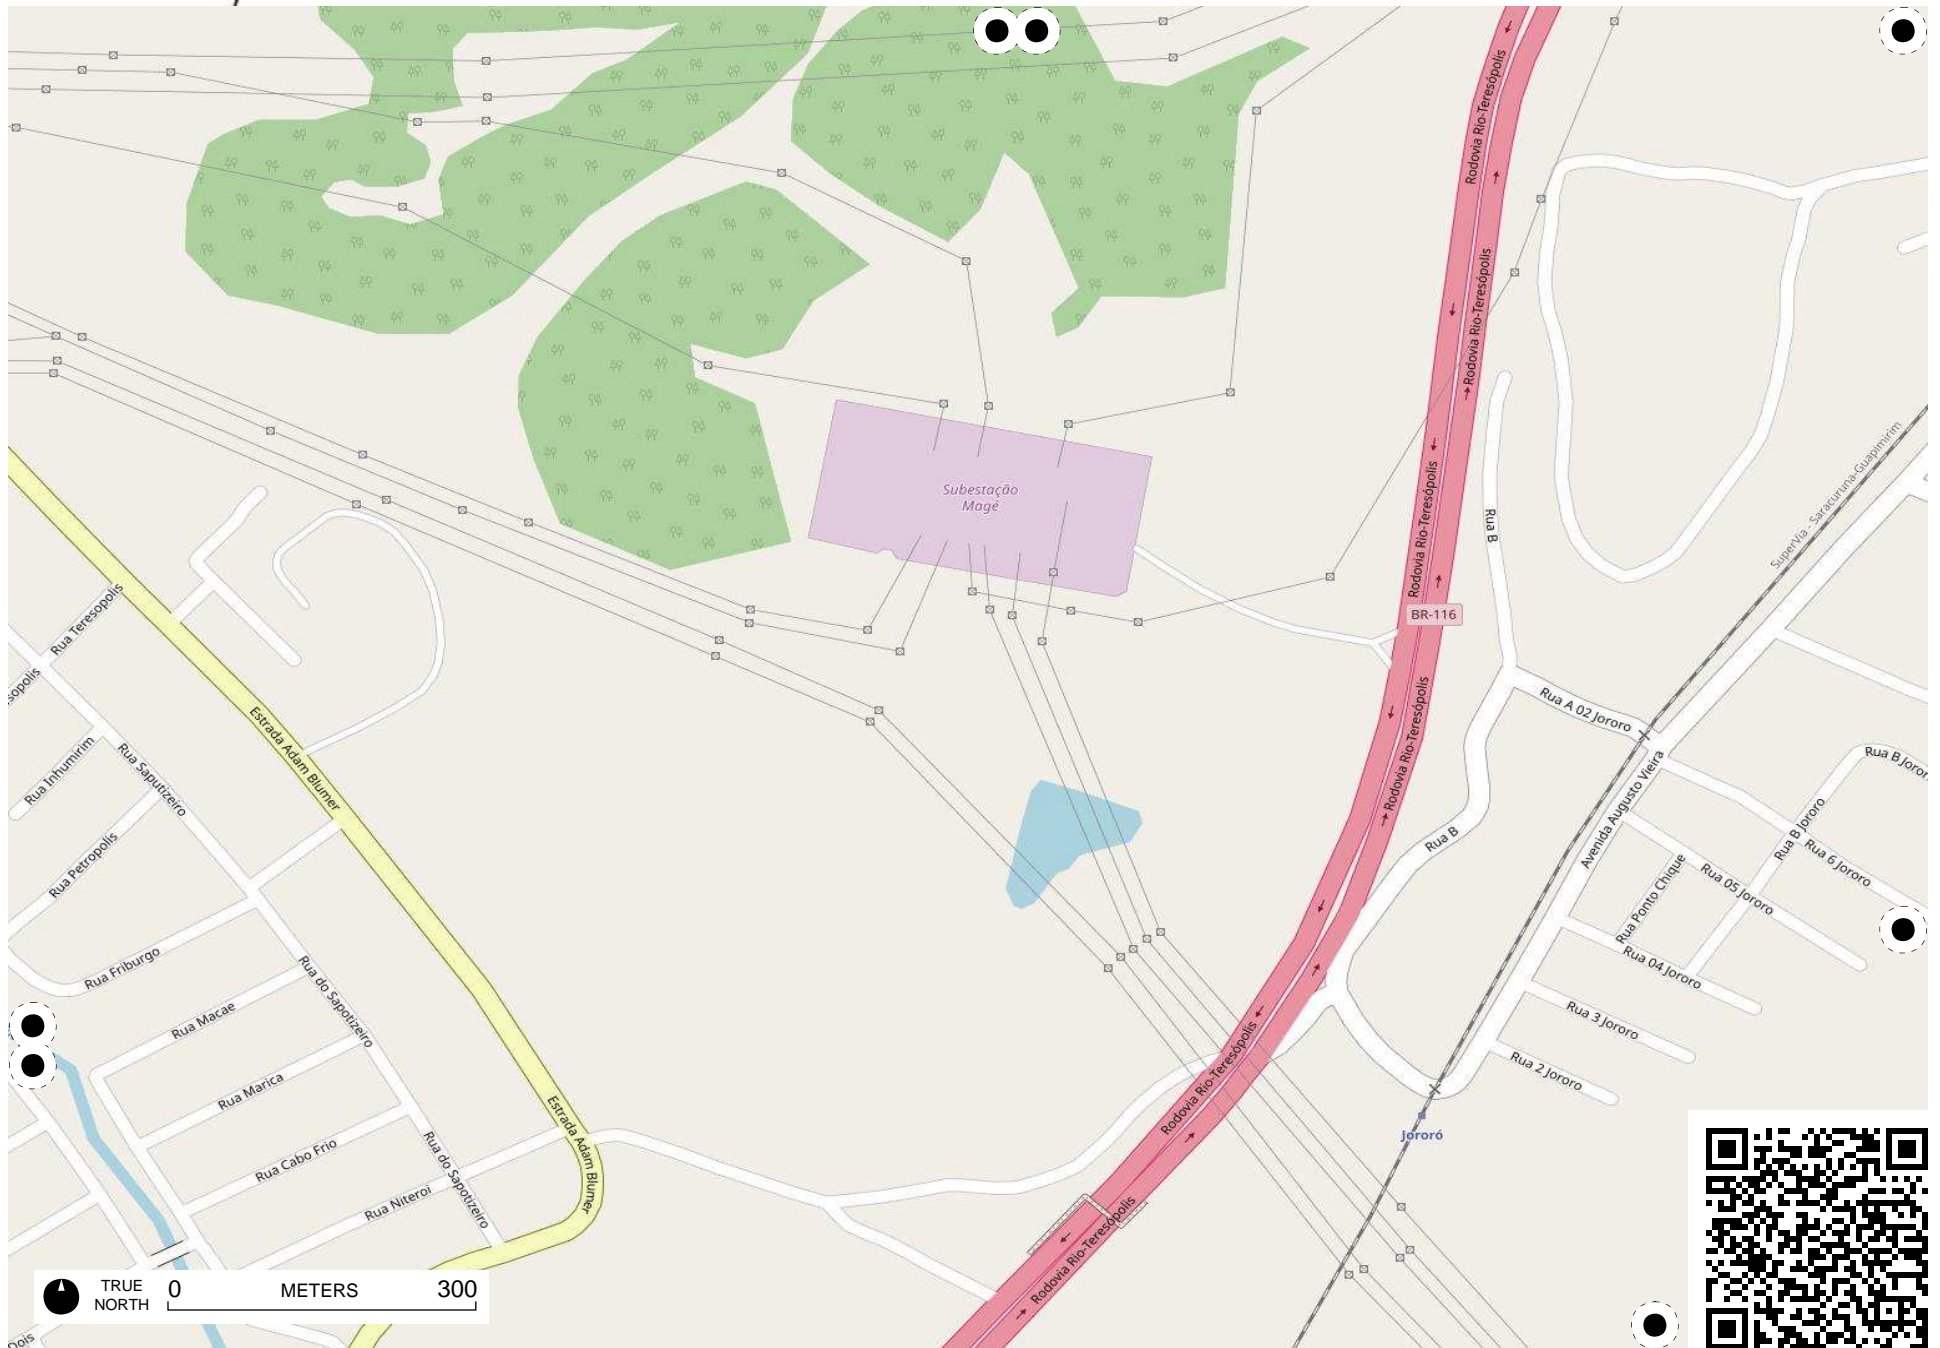 Rodovia Rio-Teresópolis
Rodovia Rio-Teresópolis
SuperVia - Saracuruna-Guapimirim
Subestação
Magé
Rodovia Rio-Teresópolis
Rua B
Rua Teresopolis
sopolis
BR-116
Rua A 02 Jororo
Rodovia Rio-Teresópolis
Estrada Adam Blumer
Rua Inhumirim
Rua Saputizeiro
Rua B Joror
Avenida Augusto Vieira
Rua B
Rua B Jororo
Rua 6 Jororo
Rua Petropolis
Rua Ponto Chique
Rua 05 Jororo
Rua Friburgo
Rua do Sapotizeiro
Rua 04 Jororo
Rua Macae
Rua 3 Jororo
Rodovia Rio-Teresópolis
Rua Marica
Rua 2 Jororo
Estrada Adam Blumer
Jororó
Rua Cabo Frio
Rua do Sapotizeiro
Rua Niteroi
Rodovia Rio-Teresópolis
TRUE
NORTH
0 METERS 300
Dois